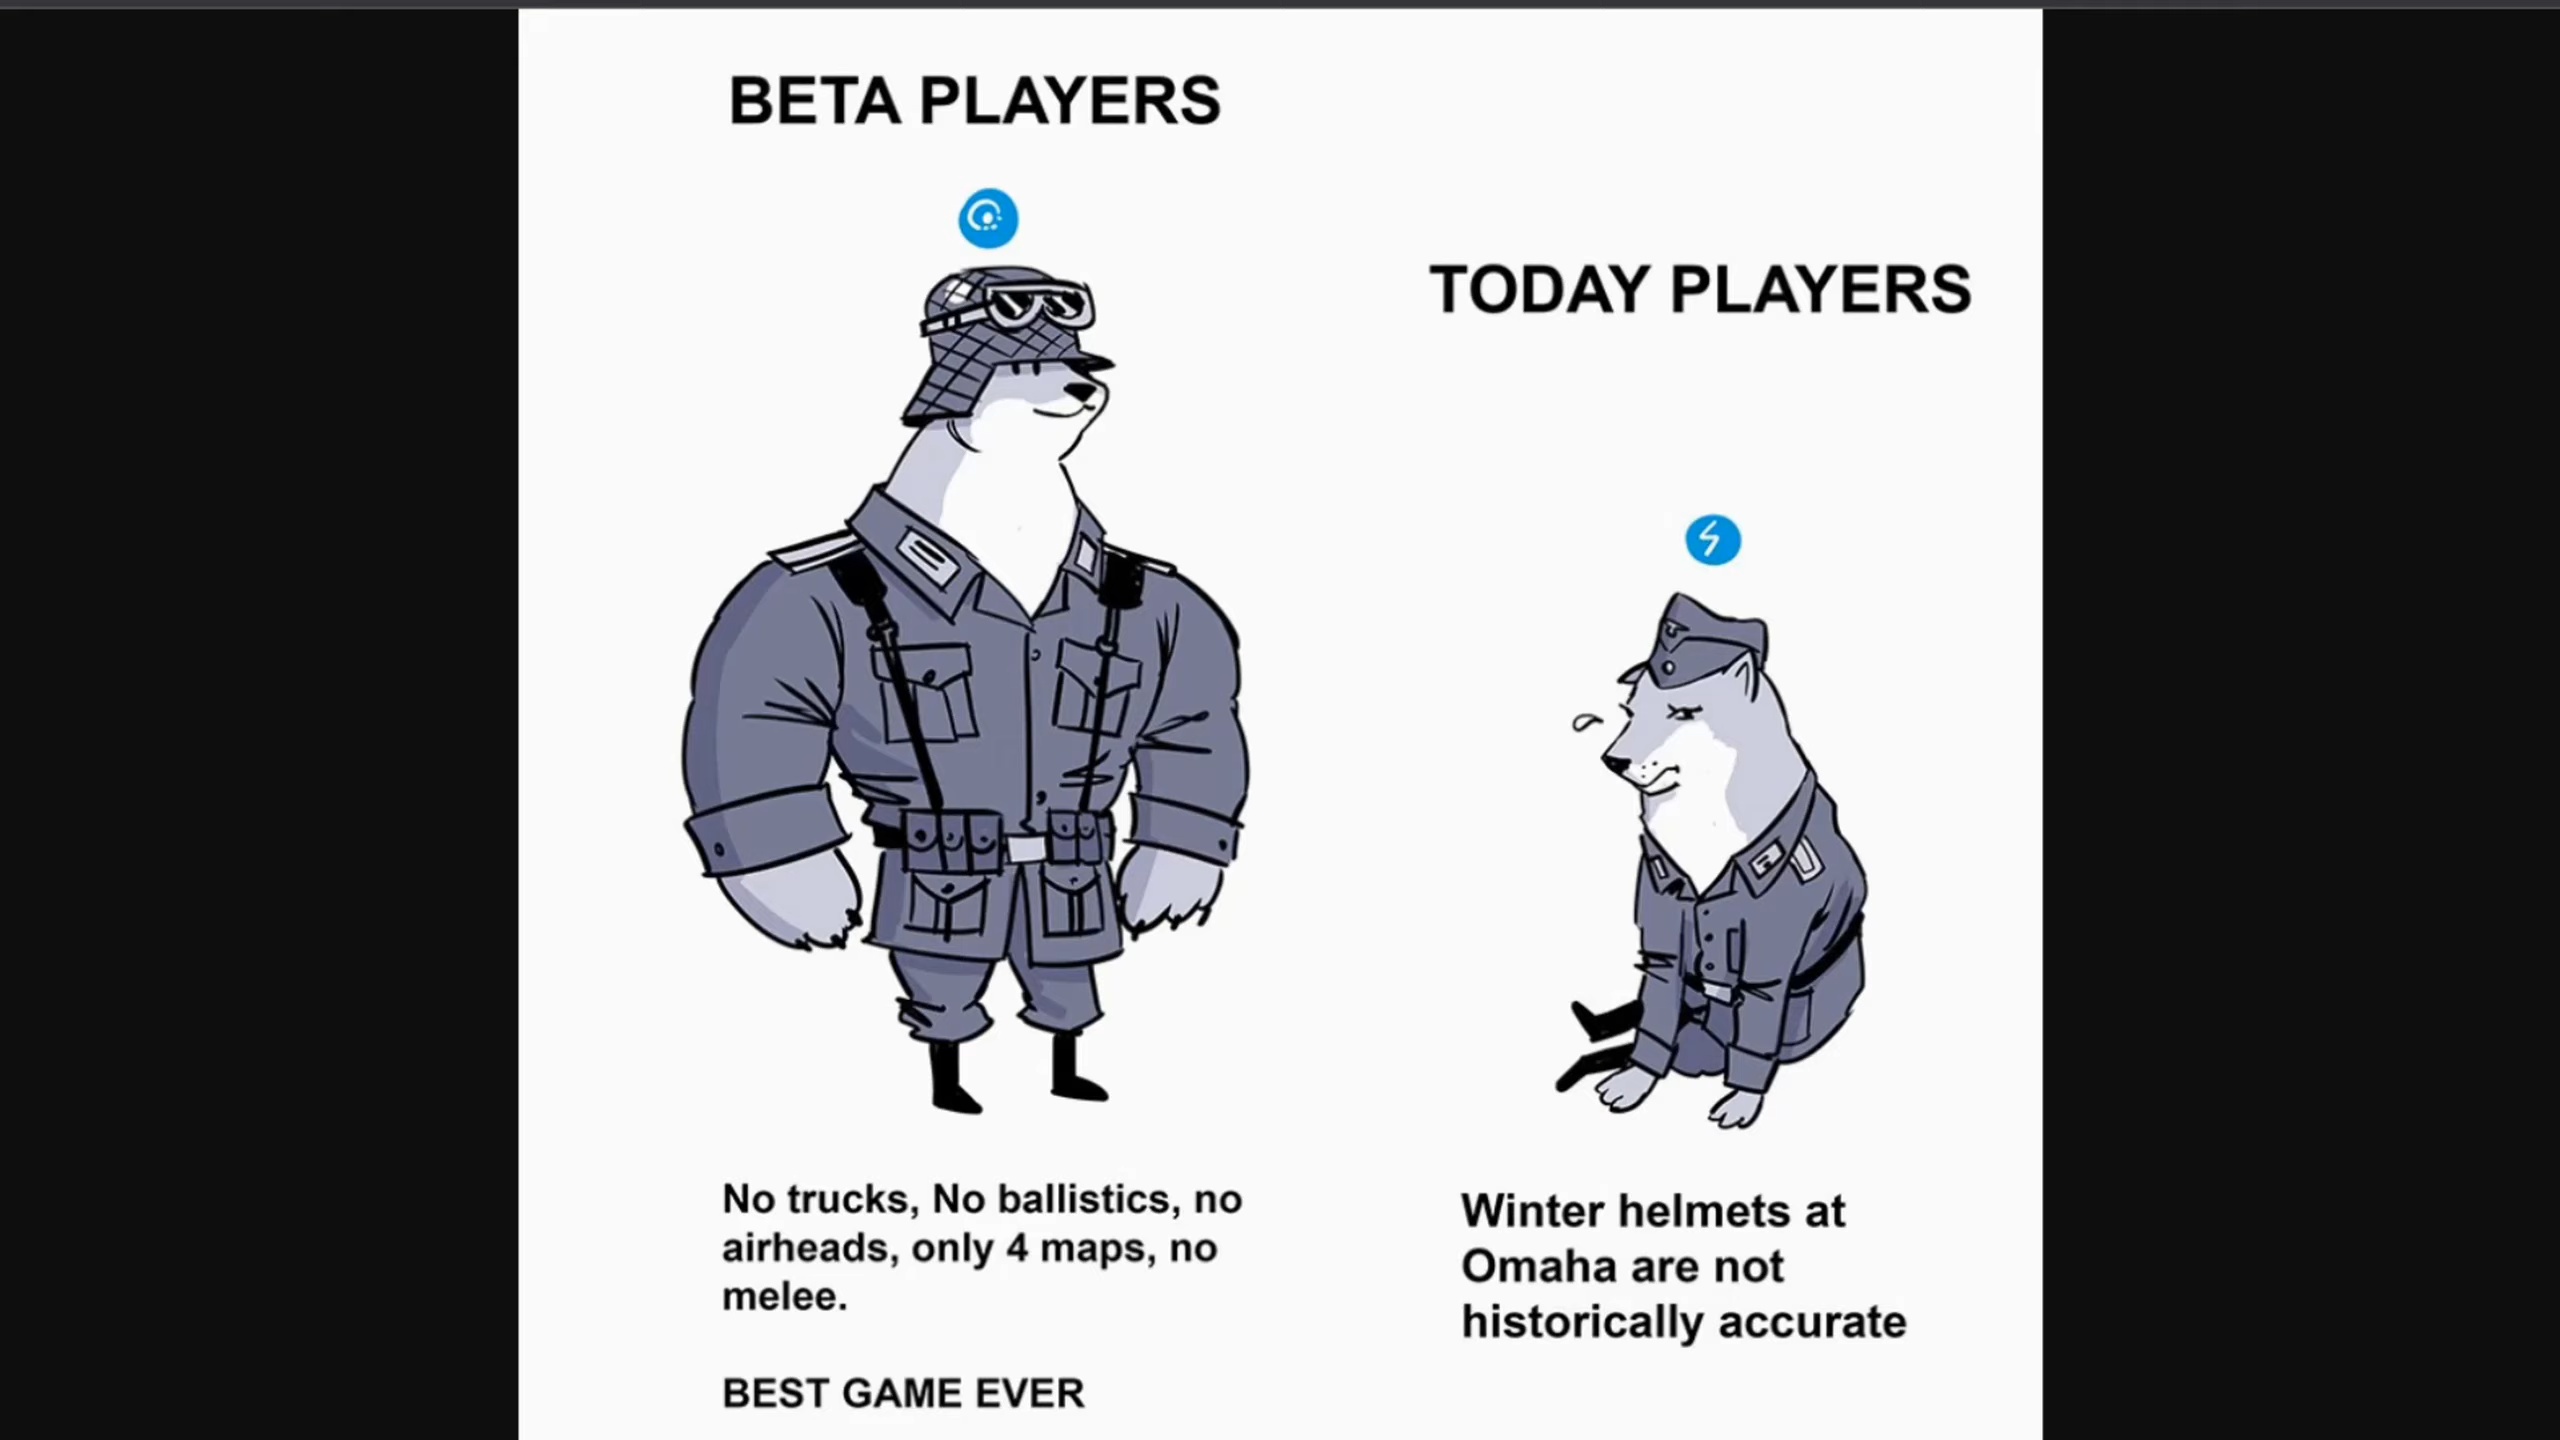 BETA PLAYERS
TODAY PLAYERS
No trucks, No ballistics, no
airheads, only 4 maps, no
melee.
BEST GAME EVER
Winter helmets at
Omaha are not
historically accurate